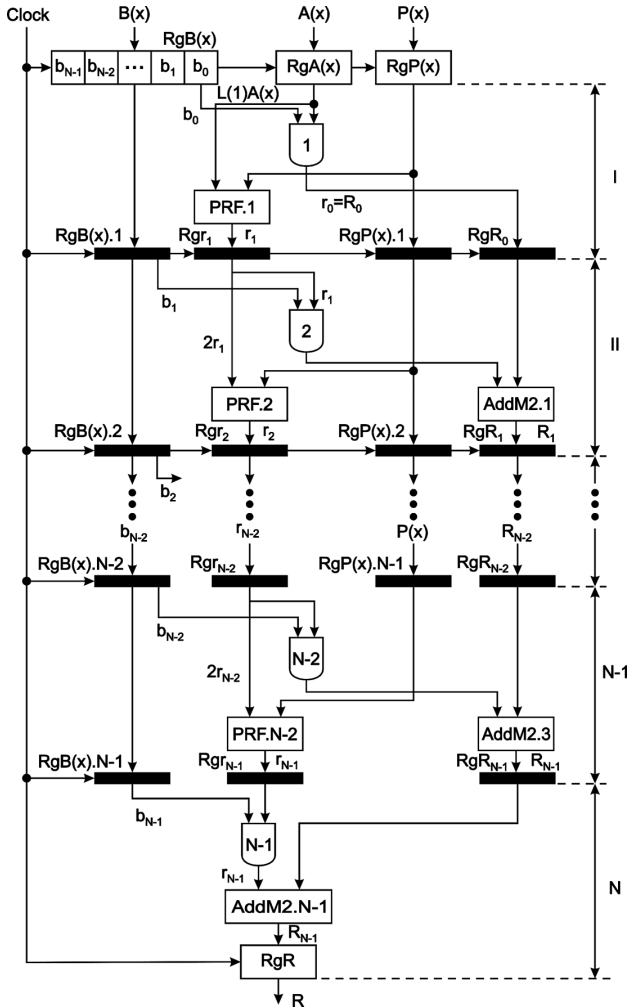 Clock B(x) A(x) P(x)
RgB(x)
b_{N-1} b_{N-2} ... b_1 b_0 RgA(x) RgP(x)
L(1)A(x)
b_0
1
I
r_0=R_0
PRF.1
RgB(x).1 Rgr_1 r_1 RgP(x).1 RgR_0
b_1 r_1
2
2r_1 II
PRF.2 AddM2.1
RgB(x).2 Rgr_2 r_2 RgP(x).2 RgR_1 R_1
b_2
b_{N-2} r_{N-2} P(x) R_{N-2}
RgB(x).N-2 Rgr_{N-2} RgP(x).N-1 RgR_{N-2}
b_{N-2}
N-2
2r_{N-2} N-1
PRF.N-2 AddM2.3
RgB(x).N-1 Rgr_{N-1} r_{N-1} RgR_{N-1} R_{N-1}
b_{N-1}
N-1
r_{N-1}
N
AddM2.N-1
R_{N-1}
RgR
R